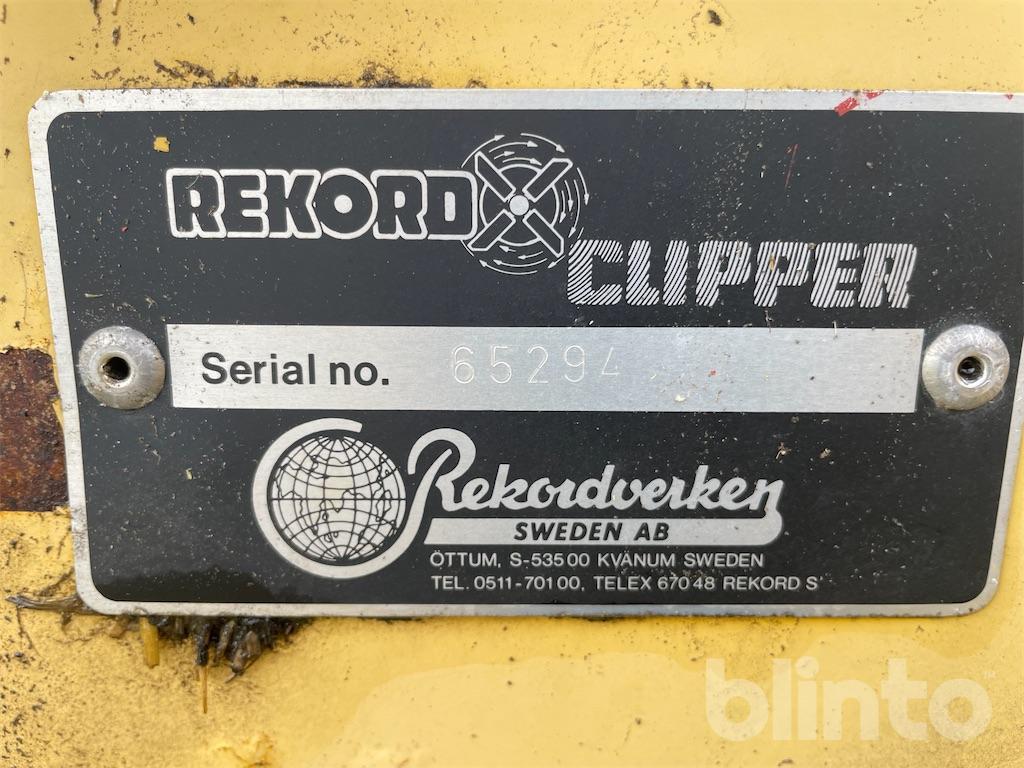 REKORD
CLIPPER
Serial no. 65294
Rekordverken
SWEDEN AB
ÖTTUM, S-535 00 KVÄNUM SWEDEN
TEL. 0511-701 00, TELEX 670 48 REKORD S
blinto™